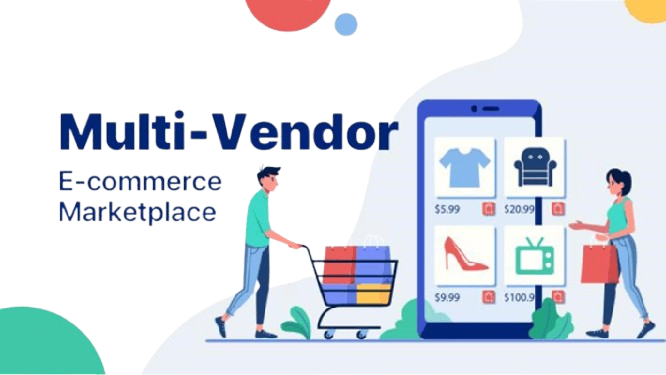 Multi-Vendor
E-commerce
Marketplace
$5.99
$20.99
$9.99
$100.9